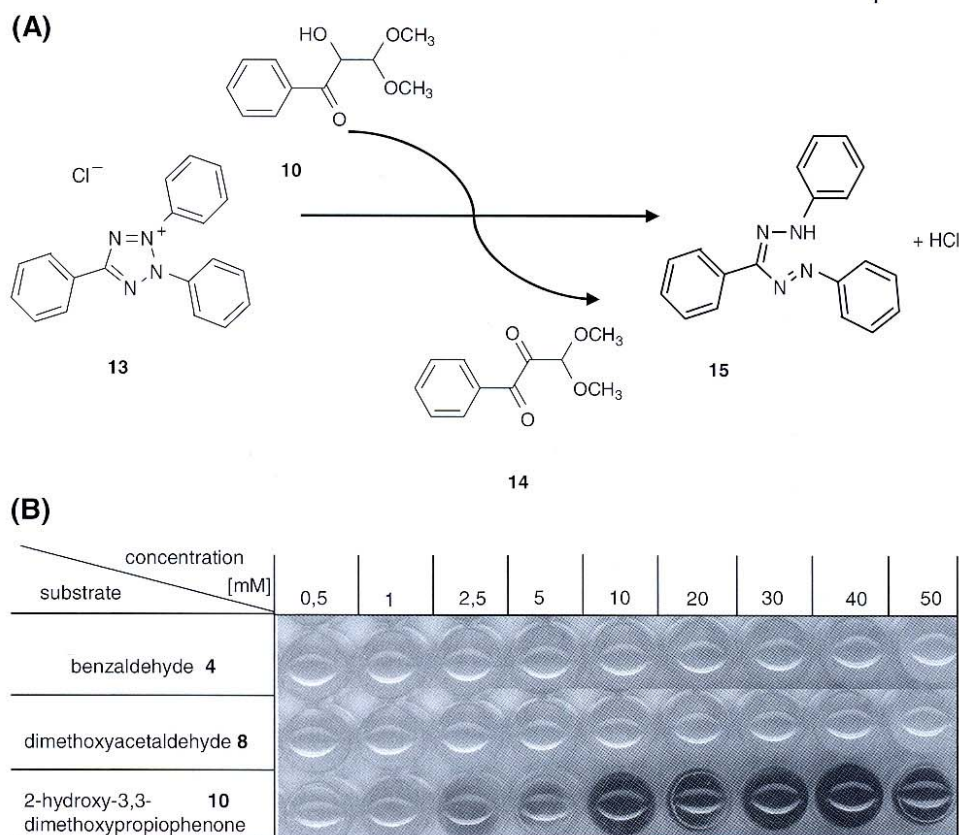 (A)
HO
OCH3
OCH3
O
10
Cl−
N=N+
N
N
N
13
N−NH
N
N
+ HCl
15
O
OCH3
OCH3
O
14
(B)
concentration
[mM]
substrate
0,5 1 2,5 5 10 20 30 40 50
benzaldehyde 4
dimethoxyacetaldehyde 8
2-hydroxy-3,3- 10
dimethoxypropiophenone